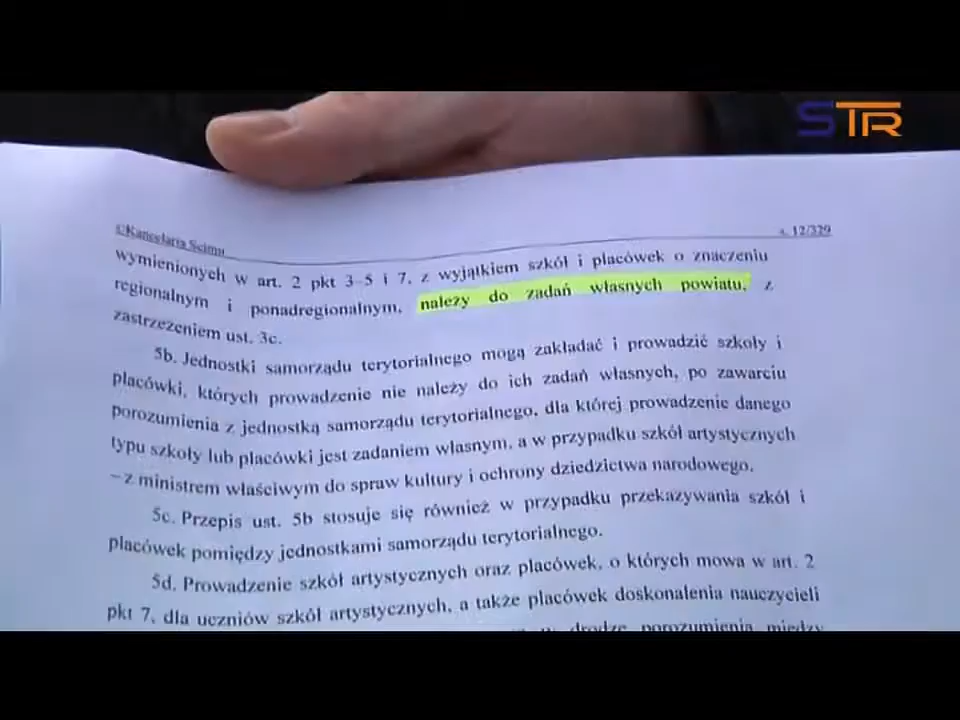 STR
©Kancelaria Sejmu
s. 12/329
wymienionych w art. 2 pkt 3–5 i 7, z wyjątkiem szkół i placówek o znaczeniu
regionalnym i ponadregionalnym, należy do zadań własnych powiatu, z
zastrzeżeniem ust. 3c.
5b. Jednostki samorządu terytorialnego mogą zakładać i prowadzić szkoły i
placówki, których prowadzenie nie należy do ich zadań własnych, po zawarciu
porozumienia z jednostką samorządu terytorialnego, dla której prowadzenie danego
typu szkoły lub placówki jest zadaniem własnym, a w przypadku szkół artystycznych
– z ministrem właściwym do spraw kultury i ochrony dziedzictwa narodowego.
5c. Przepis ust. 5b stosuje się również w przypadku przekazywania szkół i
placówek pomiędzy jednostkami samorządu terytorialnego.
5d. Prowadzenie szkół artystycznych oraz placówek, o których mowa w art. 2
pkt 7, dla uczniów szkół artystycznych, a także placówek doskonalenia nauczycieli
w drodze porozumienia między